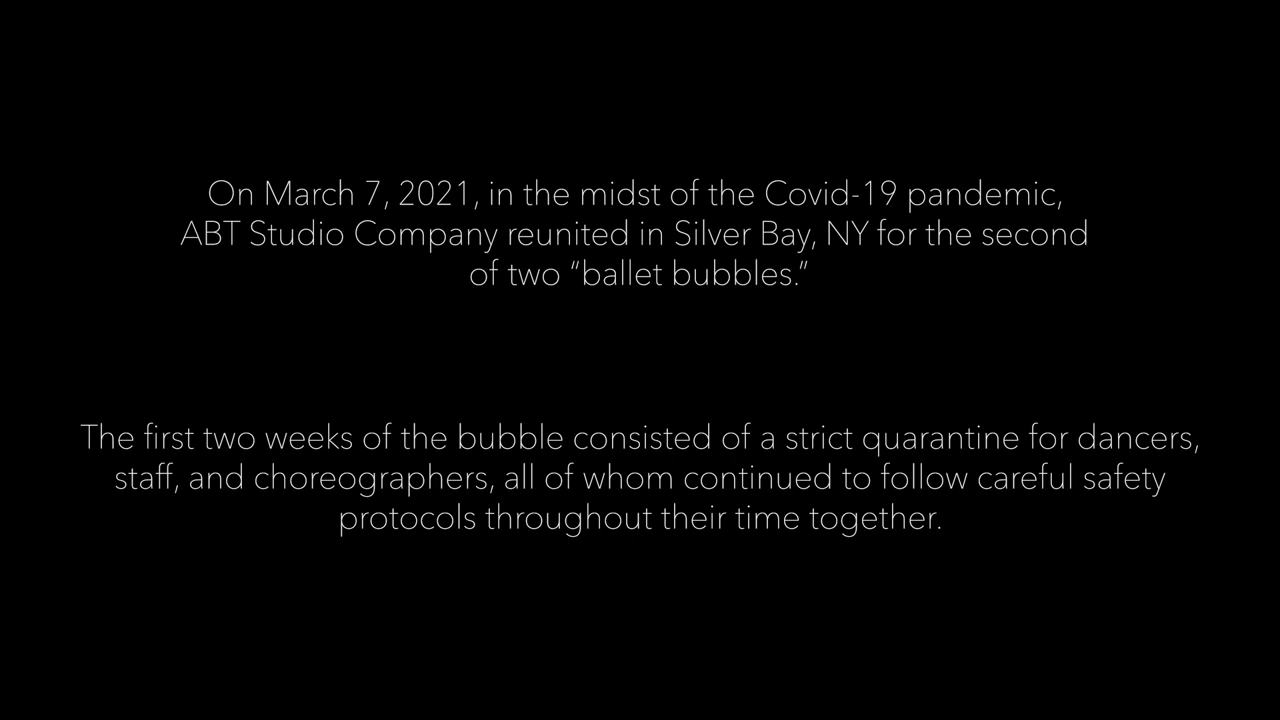 On March 7, 2021, in the midst of the Covid-19 pandemic,
ABT Studio Company reunited in Silver Bay, NY for the second
of two “ballet bubbles.”
The first two weeks of the bubble consisted of a strict quarantine for dancers,
staff, and choreographers, all of whom continued to follow careful safety
protocols throughout their time together.